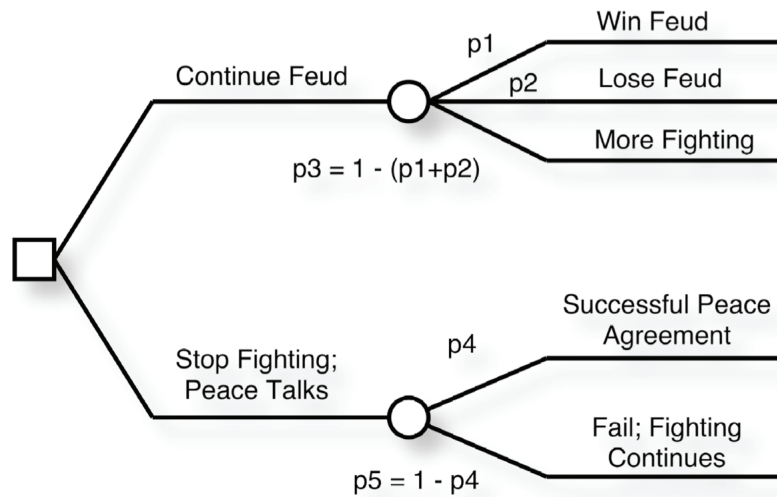 Win Feud
p1
Continue Feud
p2
Lose Feud
More Fighting
p3 = 1 - (p1+p2)
Successful Peace
Agreement
p4
Stop Fighting;
Peace Talks
Fail; Fighting
Continues
p5 = 1 - p4